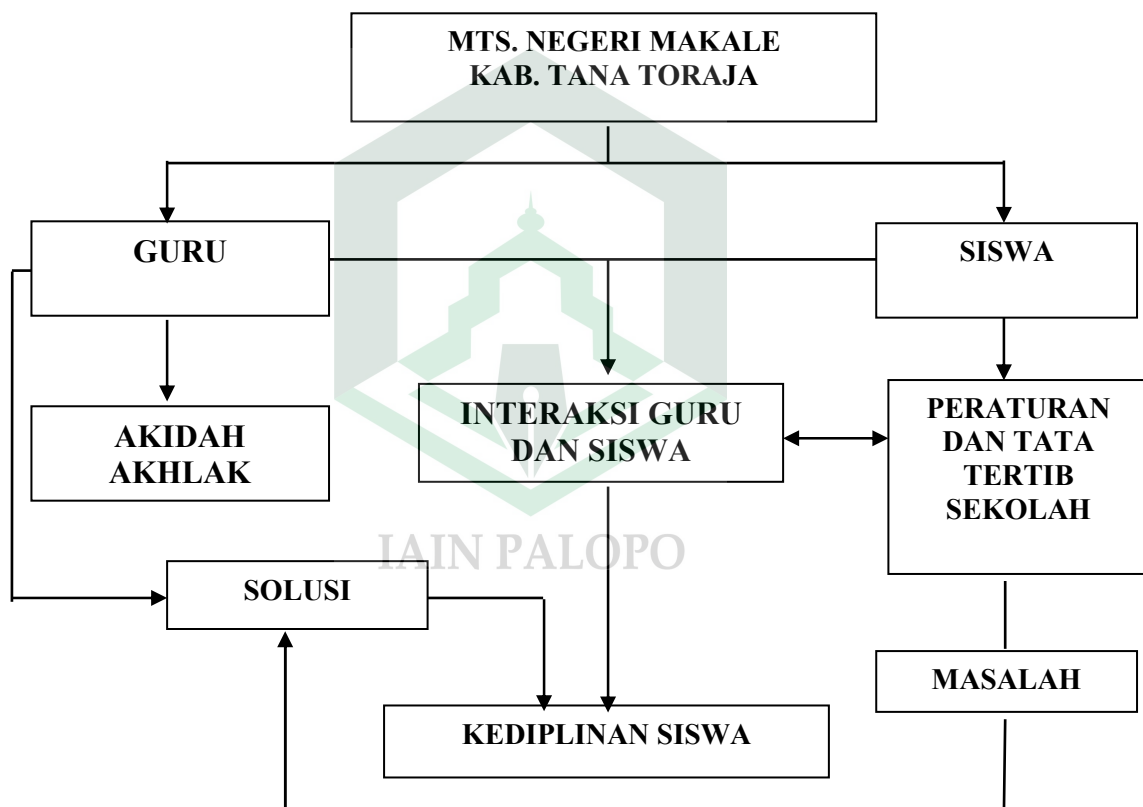 MTS. NEGERI MAKALE
KAB. TANA TORAJA
GURU
SISWA
AKIDAH
AKHLAK
INTERAKSI GURU
DAN SISWA
PERATURAN
DAN TATA
TERTIB
SEKOLAH
IAIN PALOPO
SOLUSI
MASALAH
KEDIPLINAN SISWA